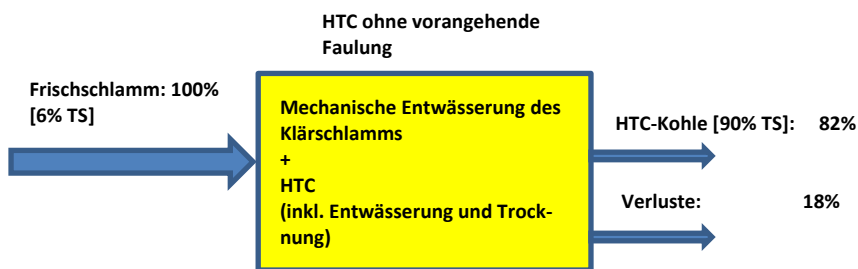 HTC ohne vorangehende
Faulung
Frischschlamm: 100%
[6% TS]
Mechanische Entwässerung des
Klärschlamms
+
HTC
(inkl. Entwässerung und Trock-
nung)
HTC-Kohle [90% TS]: 82%
Verluste: 18%